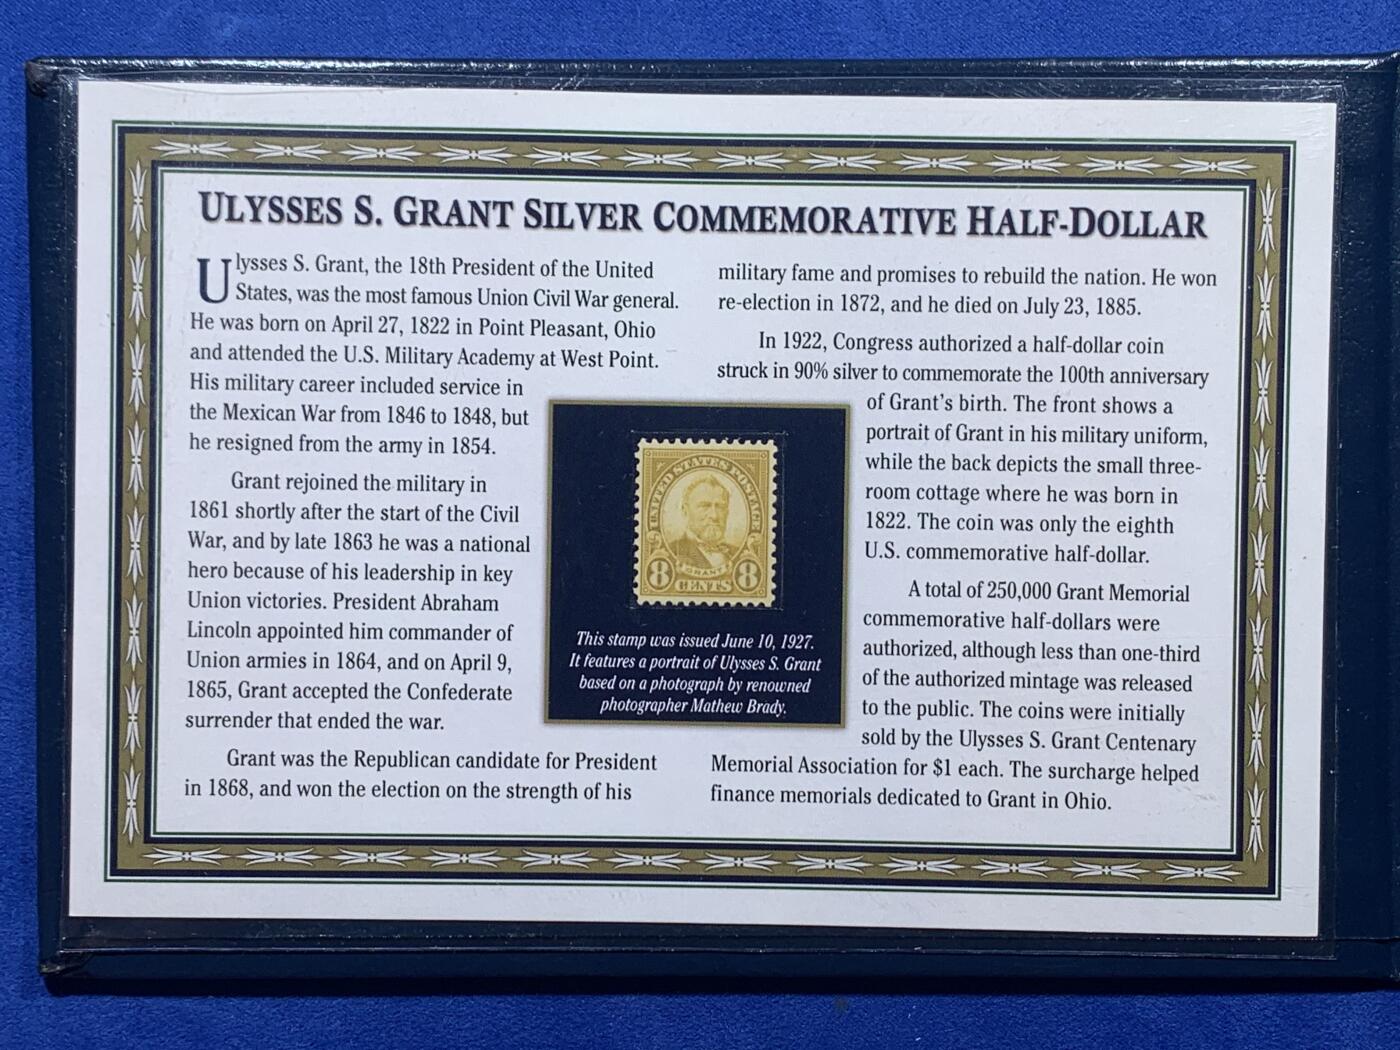 ULYSSES S. GRANT SILVER COMMEMORATIVE HALF-DOLLAR
Ulysses S. Grant, the 18th President of the United
States, was the most famous Union Civil War general.
He was born on April 27, 1822 in Point Pleasant, Ohio
and attended the U.S. Military Academy at West Point.
His military career included service in
the Mexican War from 1846 to 1848, but
he resigned from the army in 1854.
Grant rejoined the military in
1861 shortly after the start of the Civil
War, and by late 1863 he was a national
hero because of his leadership in key
Union victories. President Abraham
Lincoln appointed him commander of
Union armies in 1864, and on April 9,
1865, Grant accepted the Confederate
surrender that ended the war.
Grant was the Republican candidate for President
in 1868, and won the election on the strength of his
UNITED STATES POSTAGE
GRANT
8 CENTS 8
This stamp was issued June 10, 1927.
It features a portrait of Ulysses S. Grant
based on a photograph by renowned
photographer Mathew Brady.
military fame and promises to rebuild the nation. He won
re-election in 1872, and he died on July 23, 1885.
In 1922, Congress authorized a half-dollar coin
struck in 90% silver to commemorate the 100th anniversary
of Grant's birth. The front shows a
portrait of Grant in his military uniform,
while the back depicts the small three-
room cottage where he was born in
1822. The coin was only the eighth
U.S. commemorative half-dollar.
A total of 250,000 Grant Memorial
commemorative half-dollars were
authorized, although less than one-third
of the authorized mintage was released
to the public. The coins were initially
sold by the Ulysses S. Grant Centenary
Memorial Association for $1 each. The surcharge helped
finance memorials dedicated to Grant in Ohio.